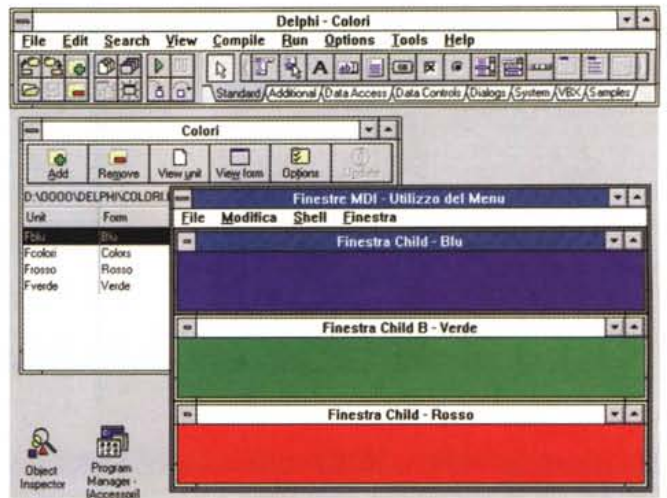 Delphi - Colori
File Edit Search View Compile Run Options Tools Help
Standard Additional Data Access Data Controls Dialogs System VBX Samples
Colori
Add Remove View unit View form Options Update
D:\GOOO\DELPHI\COLORI.
Unit Form
Fblu Blu
Fcolori Colors
Frosso Rosso
Fverde Verde
Finestre MDI - Utilizzo del Menu
File Modifica Shell Finestra
Finestra Child - Blu
Finestra Child B - Verde
Finestra Child - Rosso
Object Inspector
Program Manager - [Accessori]